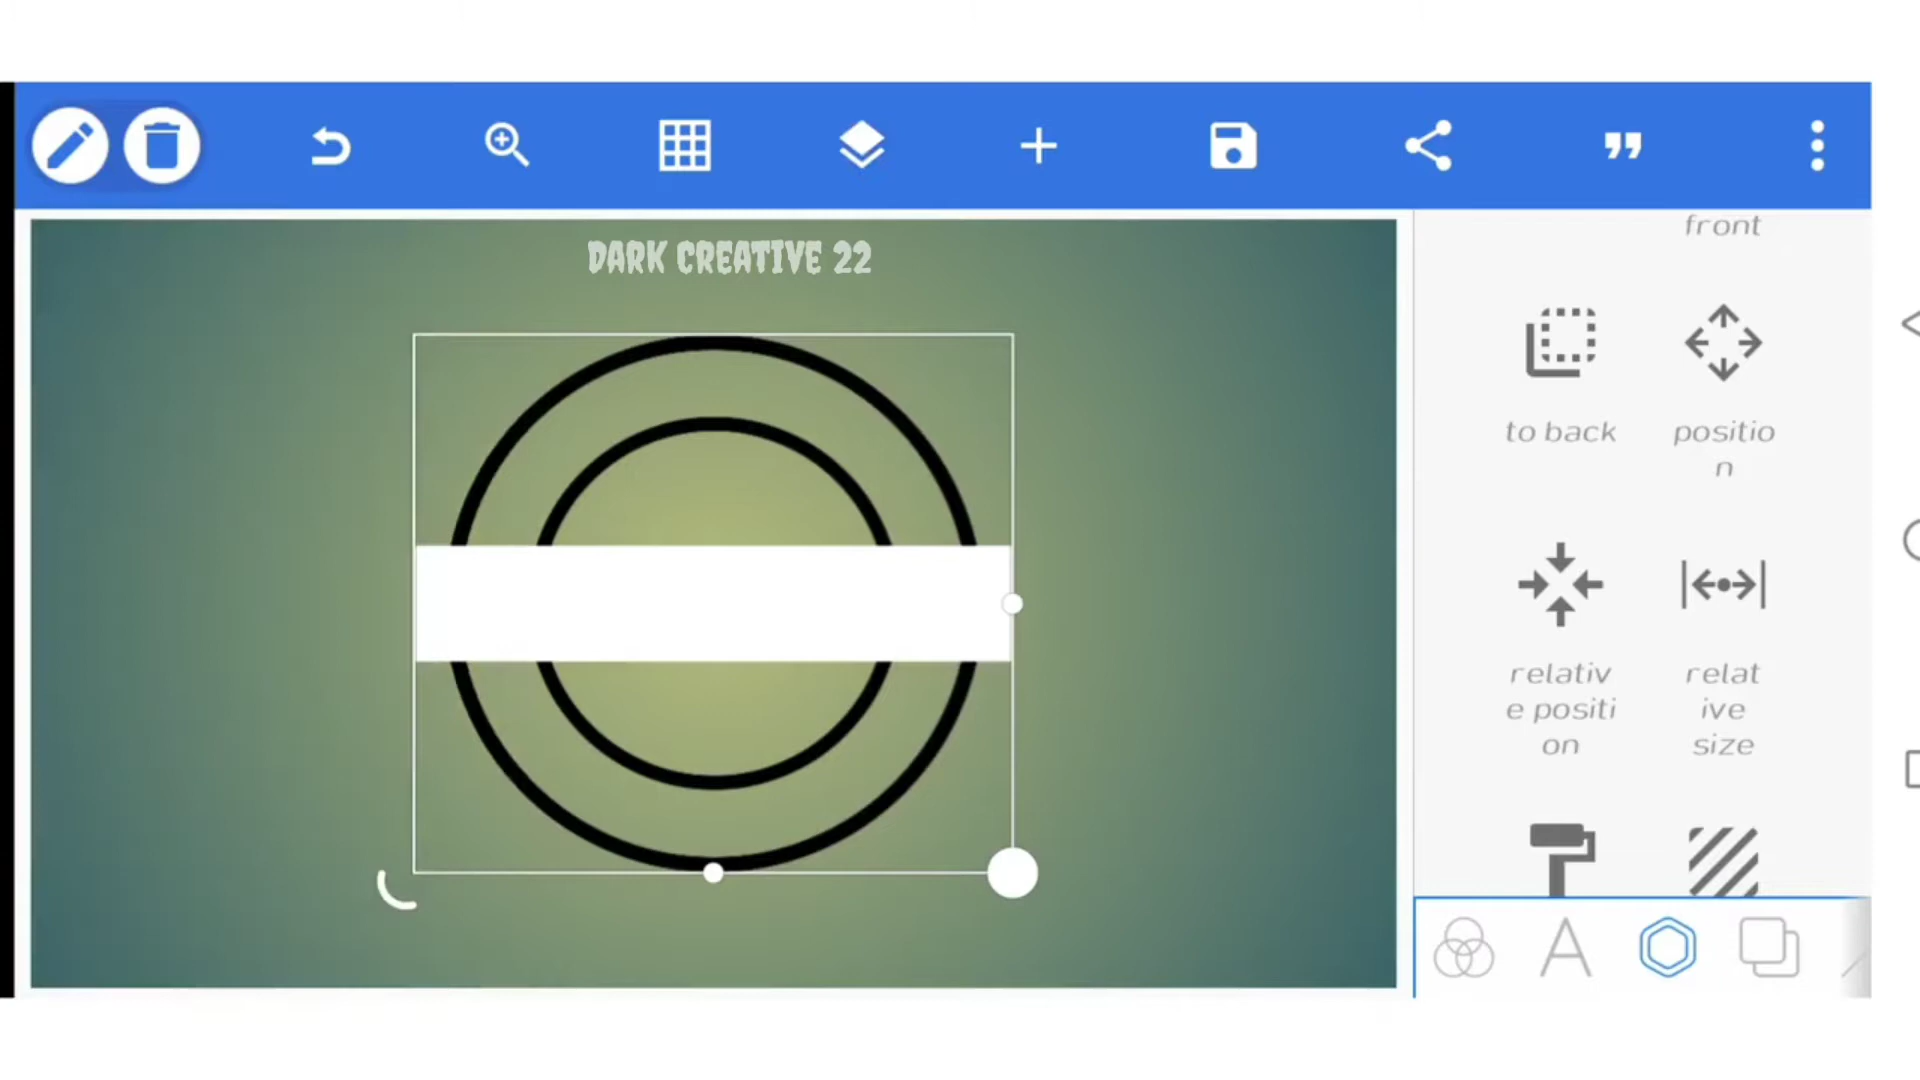 DARK CREATIVE 22
front
to back
positio
n
relativ
e positi
on
relat
ive
size